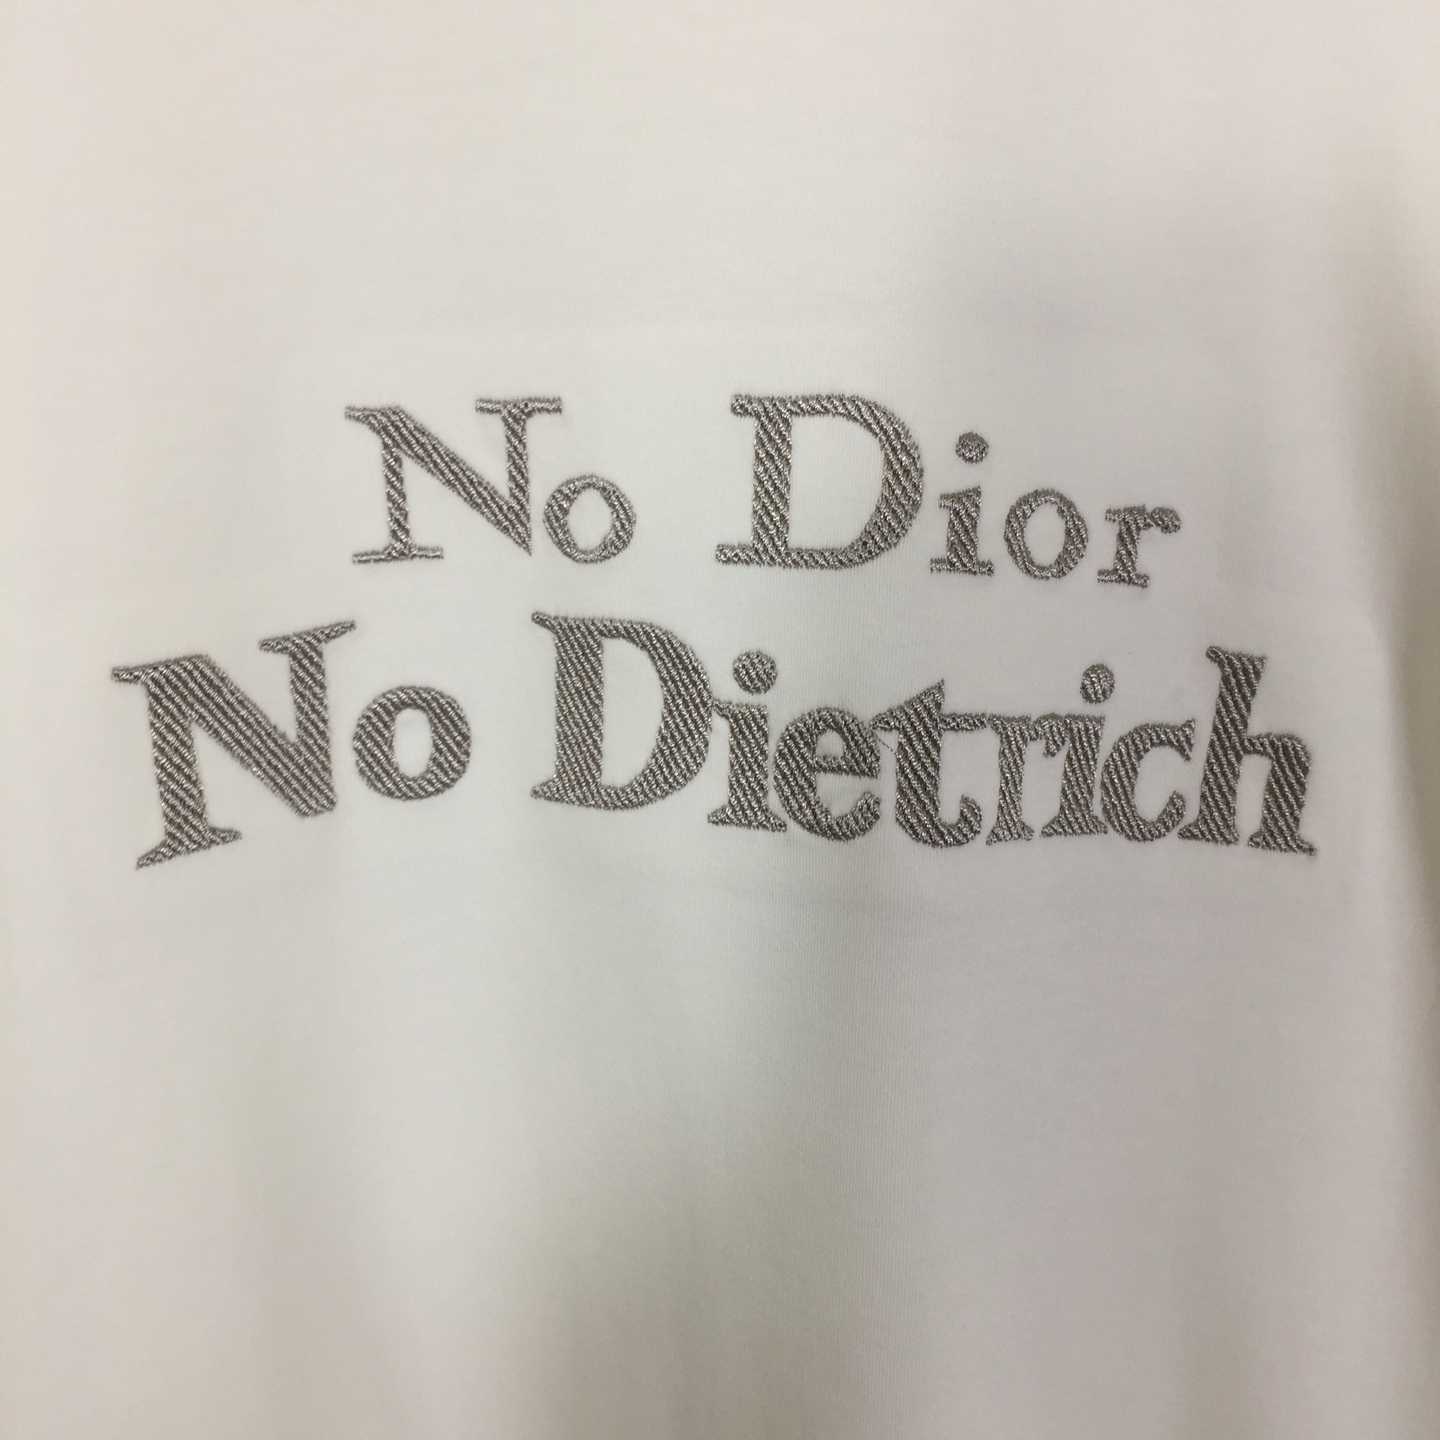 No Dior
No Dietrich